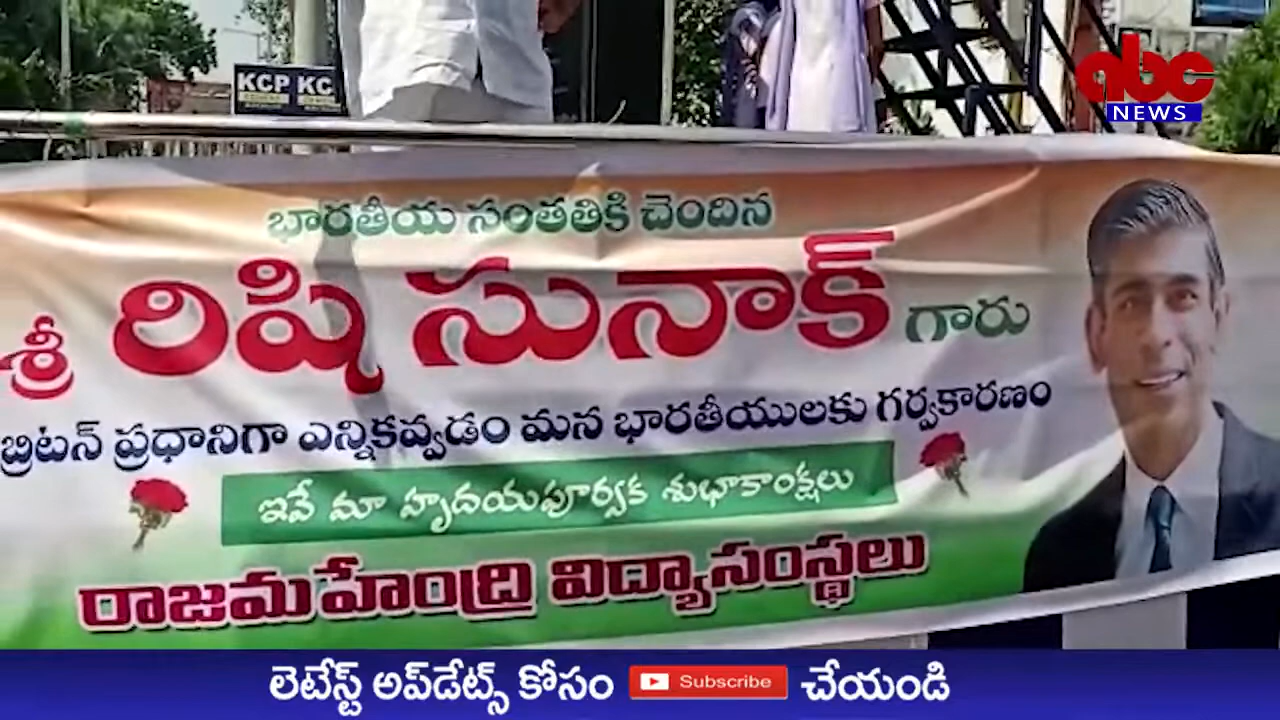 KCP KC
abc
NEWS
భారతీయ సంతతికి చెందిన
శ్రీ రిషి సునాక్ గారు
బ్రిటన్ ప్రధానిగా ఎన్నికవ్వడం మన భారతీయులకు గర్వకారణం
ఇవే మా హృదయపూర్వక శుభాకాంక్షలు
రాజమహేంద్రి విద్యాసంస్థలు
లెటేస్ట్ అప్‌డేట్స్ కోసం Subscribe చేయండి